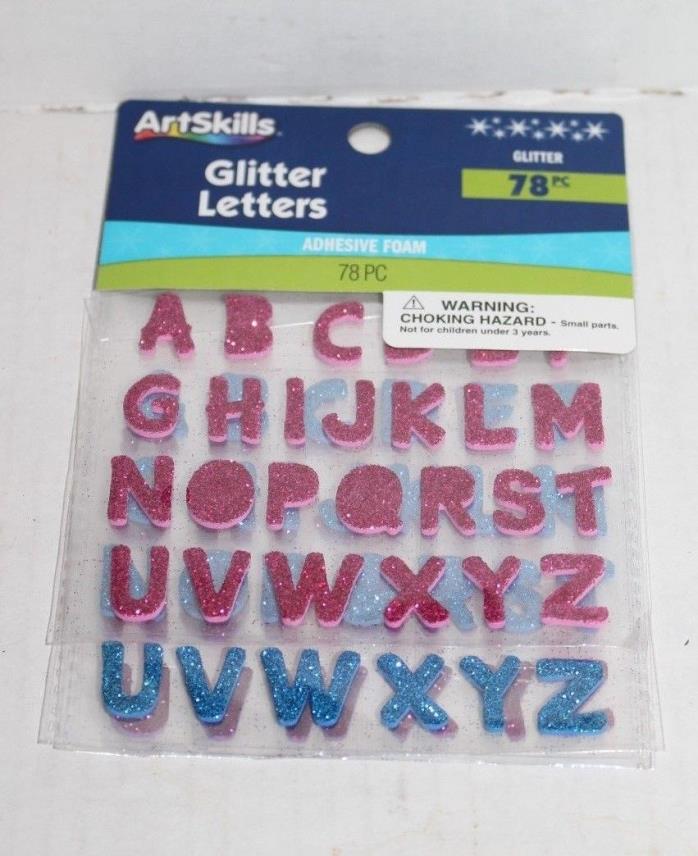 ArtSkills
Glitter
Letters
GLITTER
78 PC
ADHESIVE FOAM
78 PC
WARNING:
CHOKING HAZARD - Small parts.
Not for children under 3 years.
A B C D E F
G H I J K L M
N O P Q R S T
U V W X Y Z
U V W X Y Z